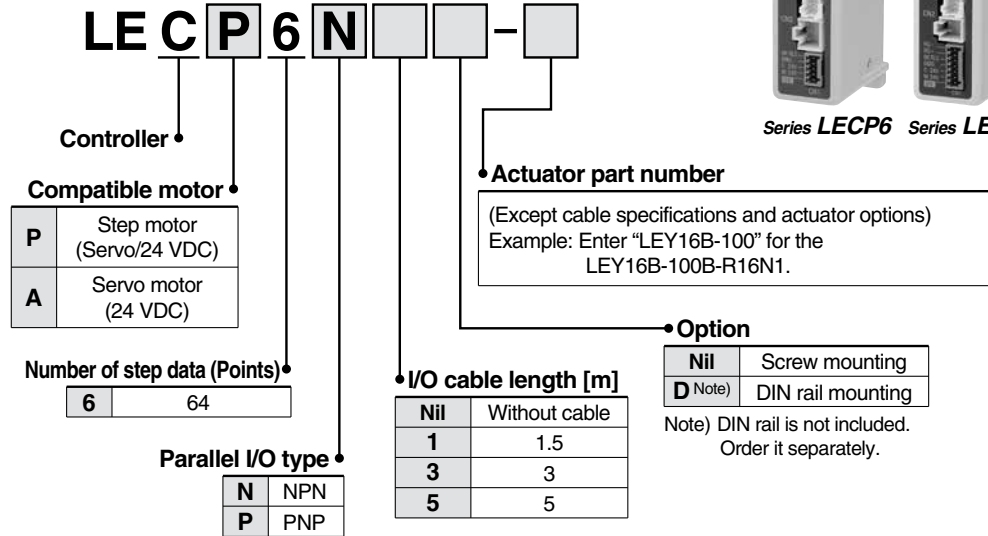 LE C P 6 N –
Series LECP6 Series LE
Controller
Compatible motor
P Step motor
(Servo/24 VDC)
A Servo motor
(24 VDC)
Number of step data (Points)
6 64
Parallel I/O type
N NPN
P PNP
I/O cable length [m]
Nil Without cable
1 1.5
3 3
5 5
Actuator part number
(Except cable specifications and actuator options)
Example: Enter “LEY16B-100” for the
LEY16B-100B-R16N1.
Option
Nil Screw mounting
D Note) DIN rail mounting
Note) DIN rail is not included.
Order it separately.